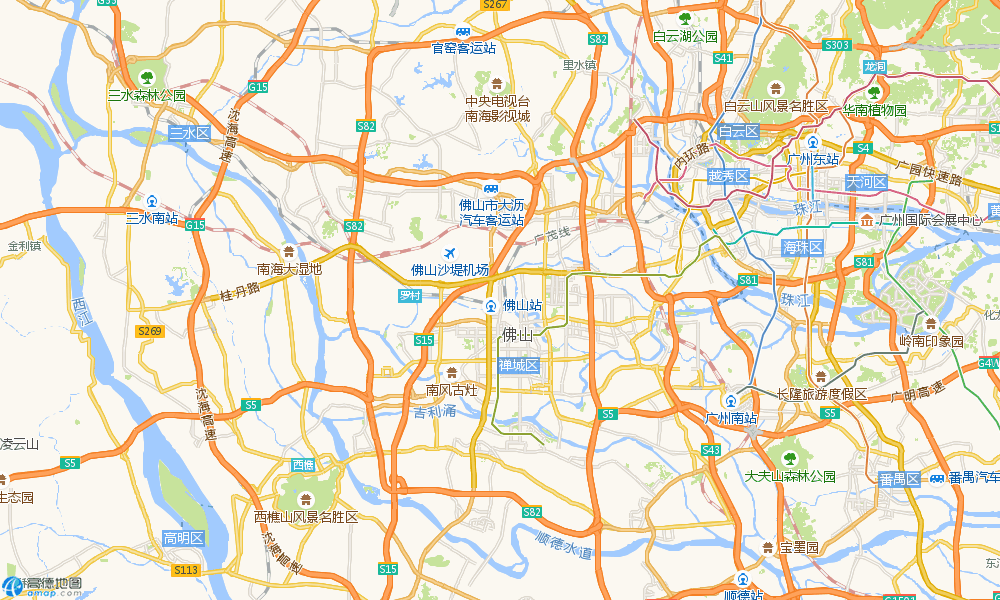 S267
官窑客运站
S82
里水镇
白云湖公园
S41
S303
龙洞
三水森林公园
G15
中央电视台
南海影视城
白云山风景名胜区
华南植物园
沈海高速
三水区
S82
白云区
内环路
广州东站
S4
广园快速路
越秀区
天河区
佛山市大沥
汽车客运站
三水南站
G15
S82
珠江
广州国际会展中心
金利镇
广茂线
海珠区
南海大湿地
佛山沙堤机场
S81
S81
桂丹路
罗村
珠江
西江
佛山站
S269
S15
佛山
岭南印象园
禅城区
G4W
南风古灶
长隆旅游度假区
广明高速
沈海高速
S5
吉利涌
S5
广州南站
S5
凌云山
S43
S5
西樵
大夫山森林公园
番禺区
番禺汽车
生态园
西樵山风景名胜区
S82
高明区
沈海高速
顺德水道
宝墨园
S113
S15
高德地图
amap.com
顺德站